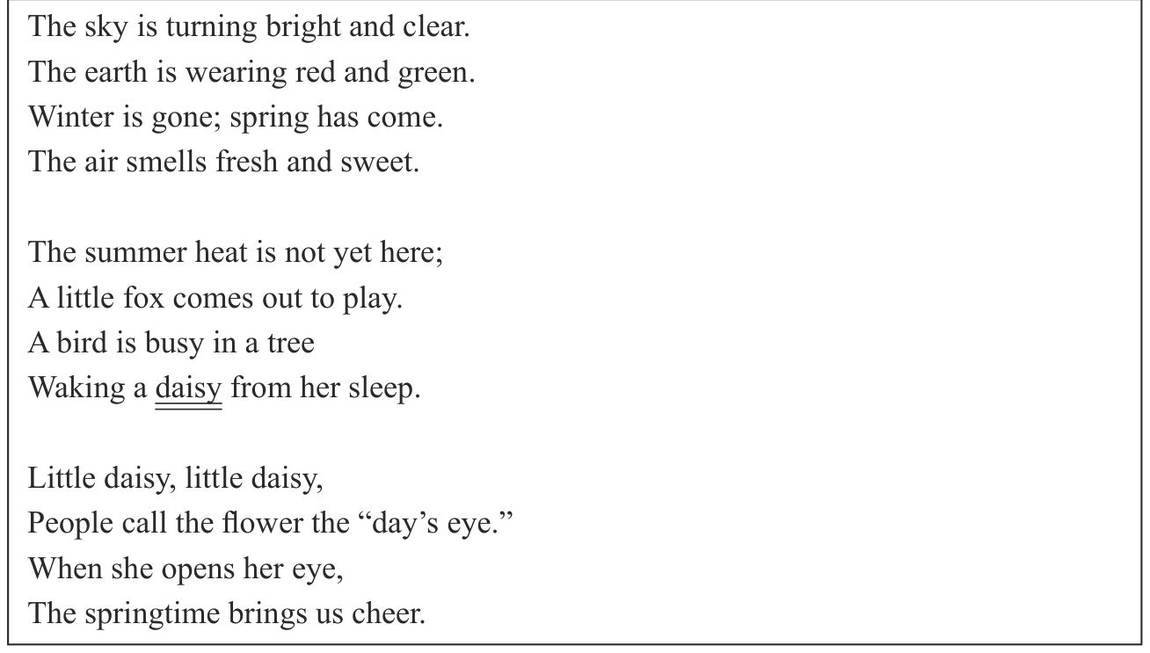 The sky is turning bright and clear.
The earth is wearing red and green.
Winter is gone; spring has come.
The air smells fresh and sweet.

The summer heat is not yet here;
A little fox comes out to play.
A bird is busy in a tree
Waking a daisy from her sleep.

Little daisy, little daisy,
People call the flower the “day’s eye.”
When she opens her eye,
The springtime brings us cheer.